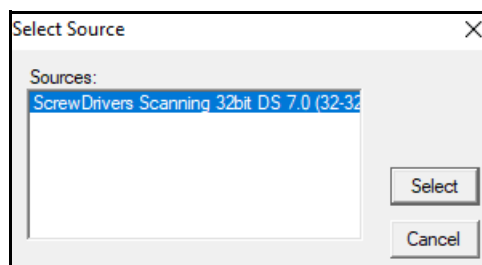 Select Source
Sources:
ScrewDrivers Scanning 32bit DS 7.0 (32-32
Select
Cancel